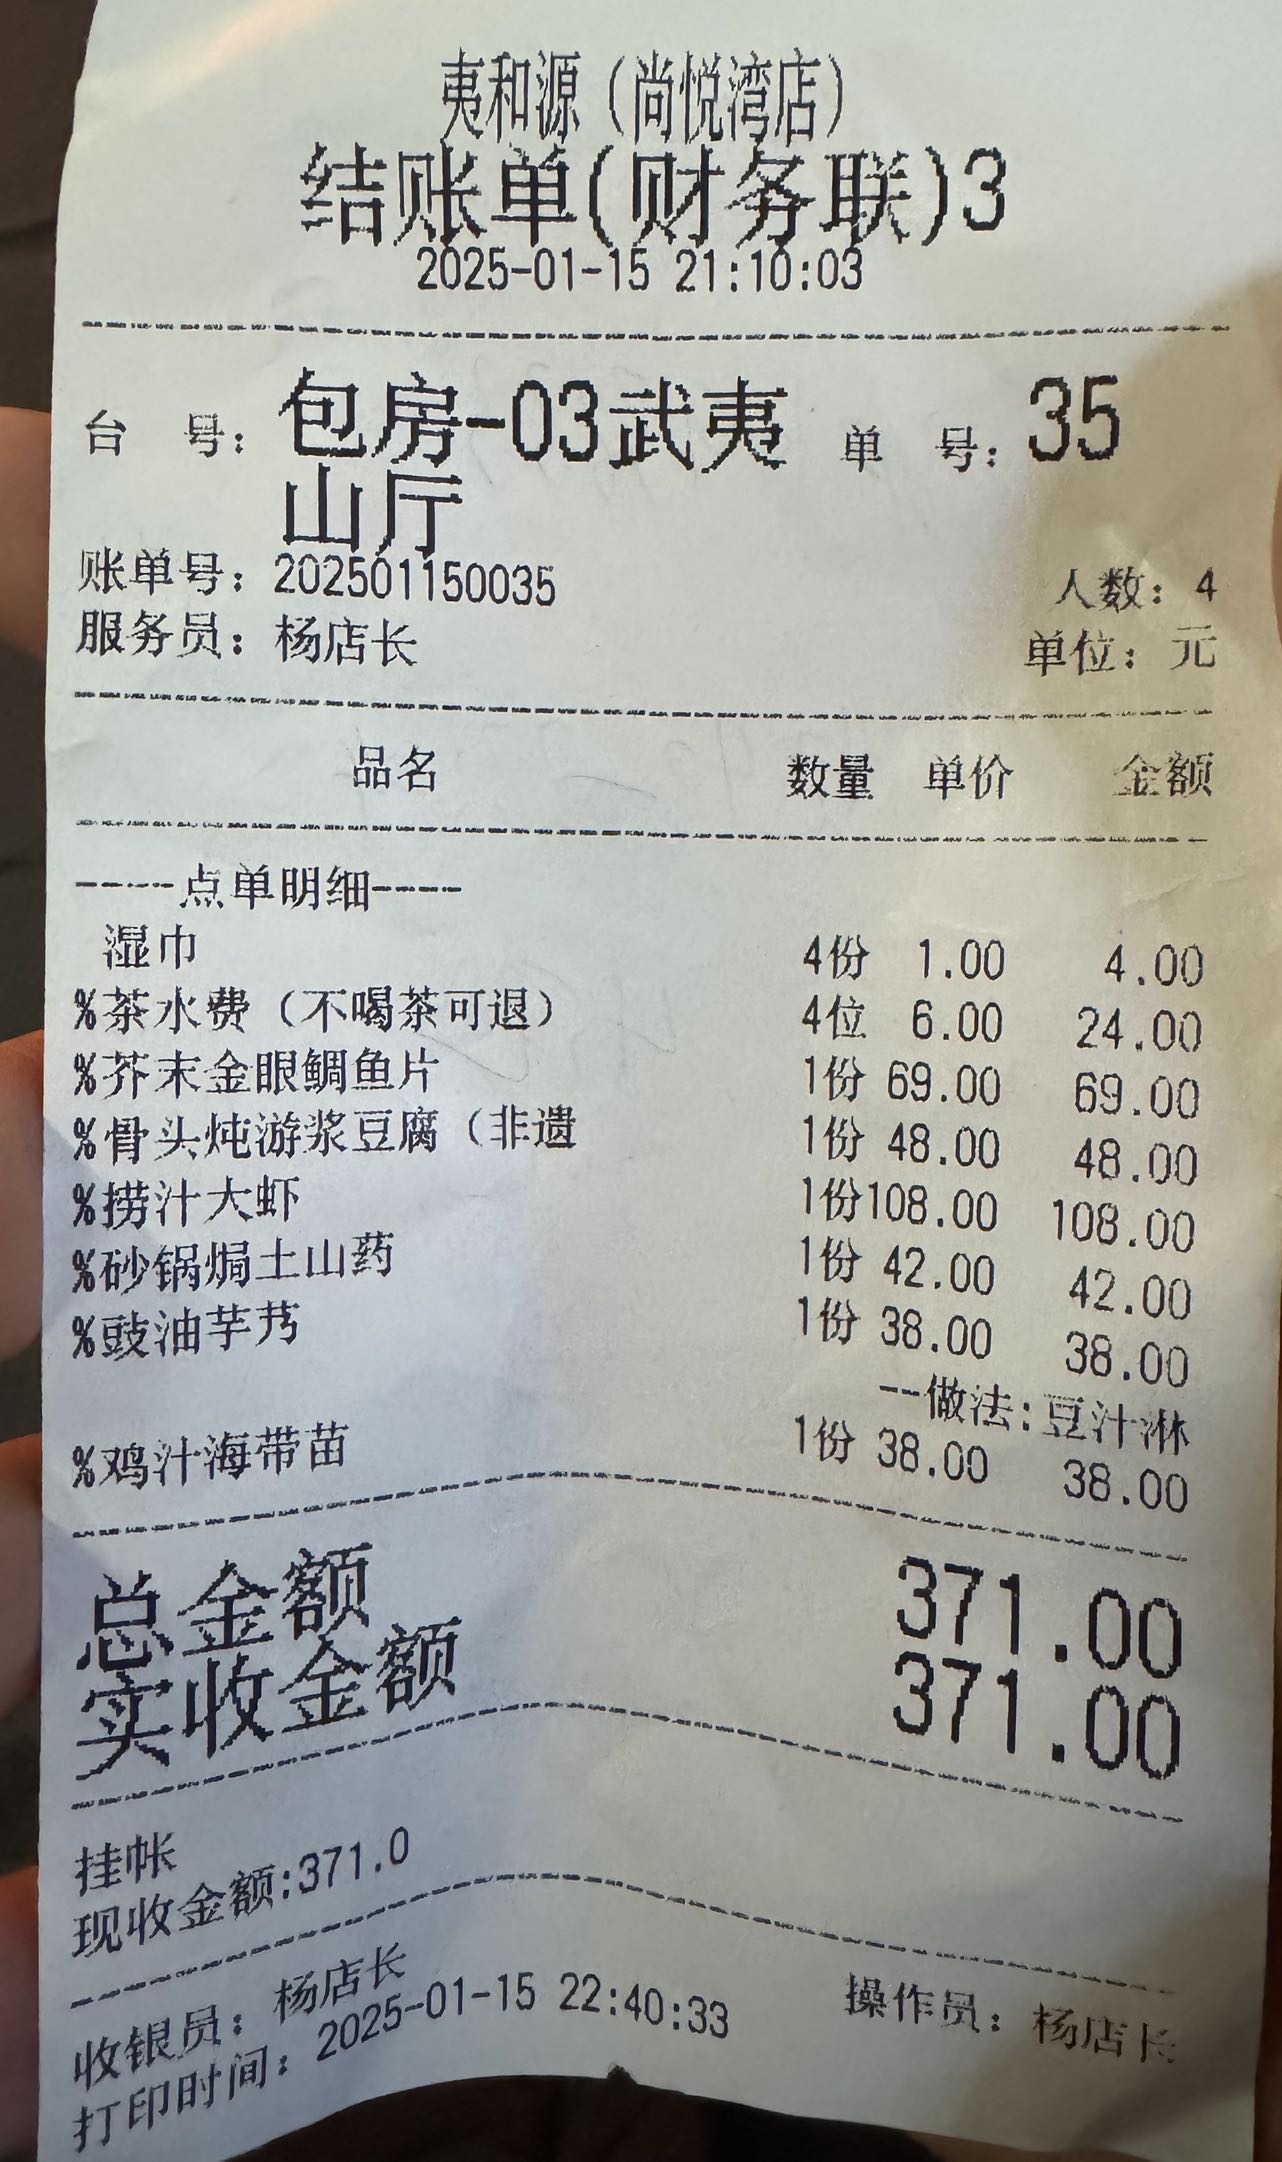 夷和源（尚悦湾店）
结账单(财务联)3
2025-01-15 21:10:03
台 号: 包房-03武夷山厅 单 号: 35
账单号: 202501150035 人数: 4
服务员: 杨店长 单位: 元
品名 数量 单价 金额
-----点单明细-----
湿巾 4份 1.00 4.00
%茶水费（不喝茶可退） 4位 6.00 24.00
%芥末金眼鲷鱼片 1份 69.00 69.00
%骨头炖游浆豆腐（非遗 1份 48.00 48.00
%捞汁大虾 1份 108.00 108.00
%砂锅焗土山药 1份 42.00 42.00
%豉油芋艿 1份 38.00 38.00
--做法:豆汁淋
%鸡汁海带苗 1份 38.00 38.00
总金额 371.00
实收金额 371.00
挂帐
现收金额:371.0
收银员: 杨店长 操作员: 杨店长
打印时间: 2025-01-15 22:40:33